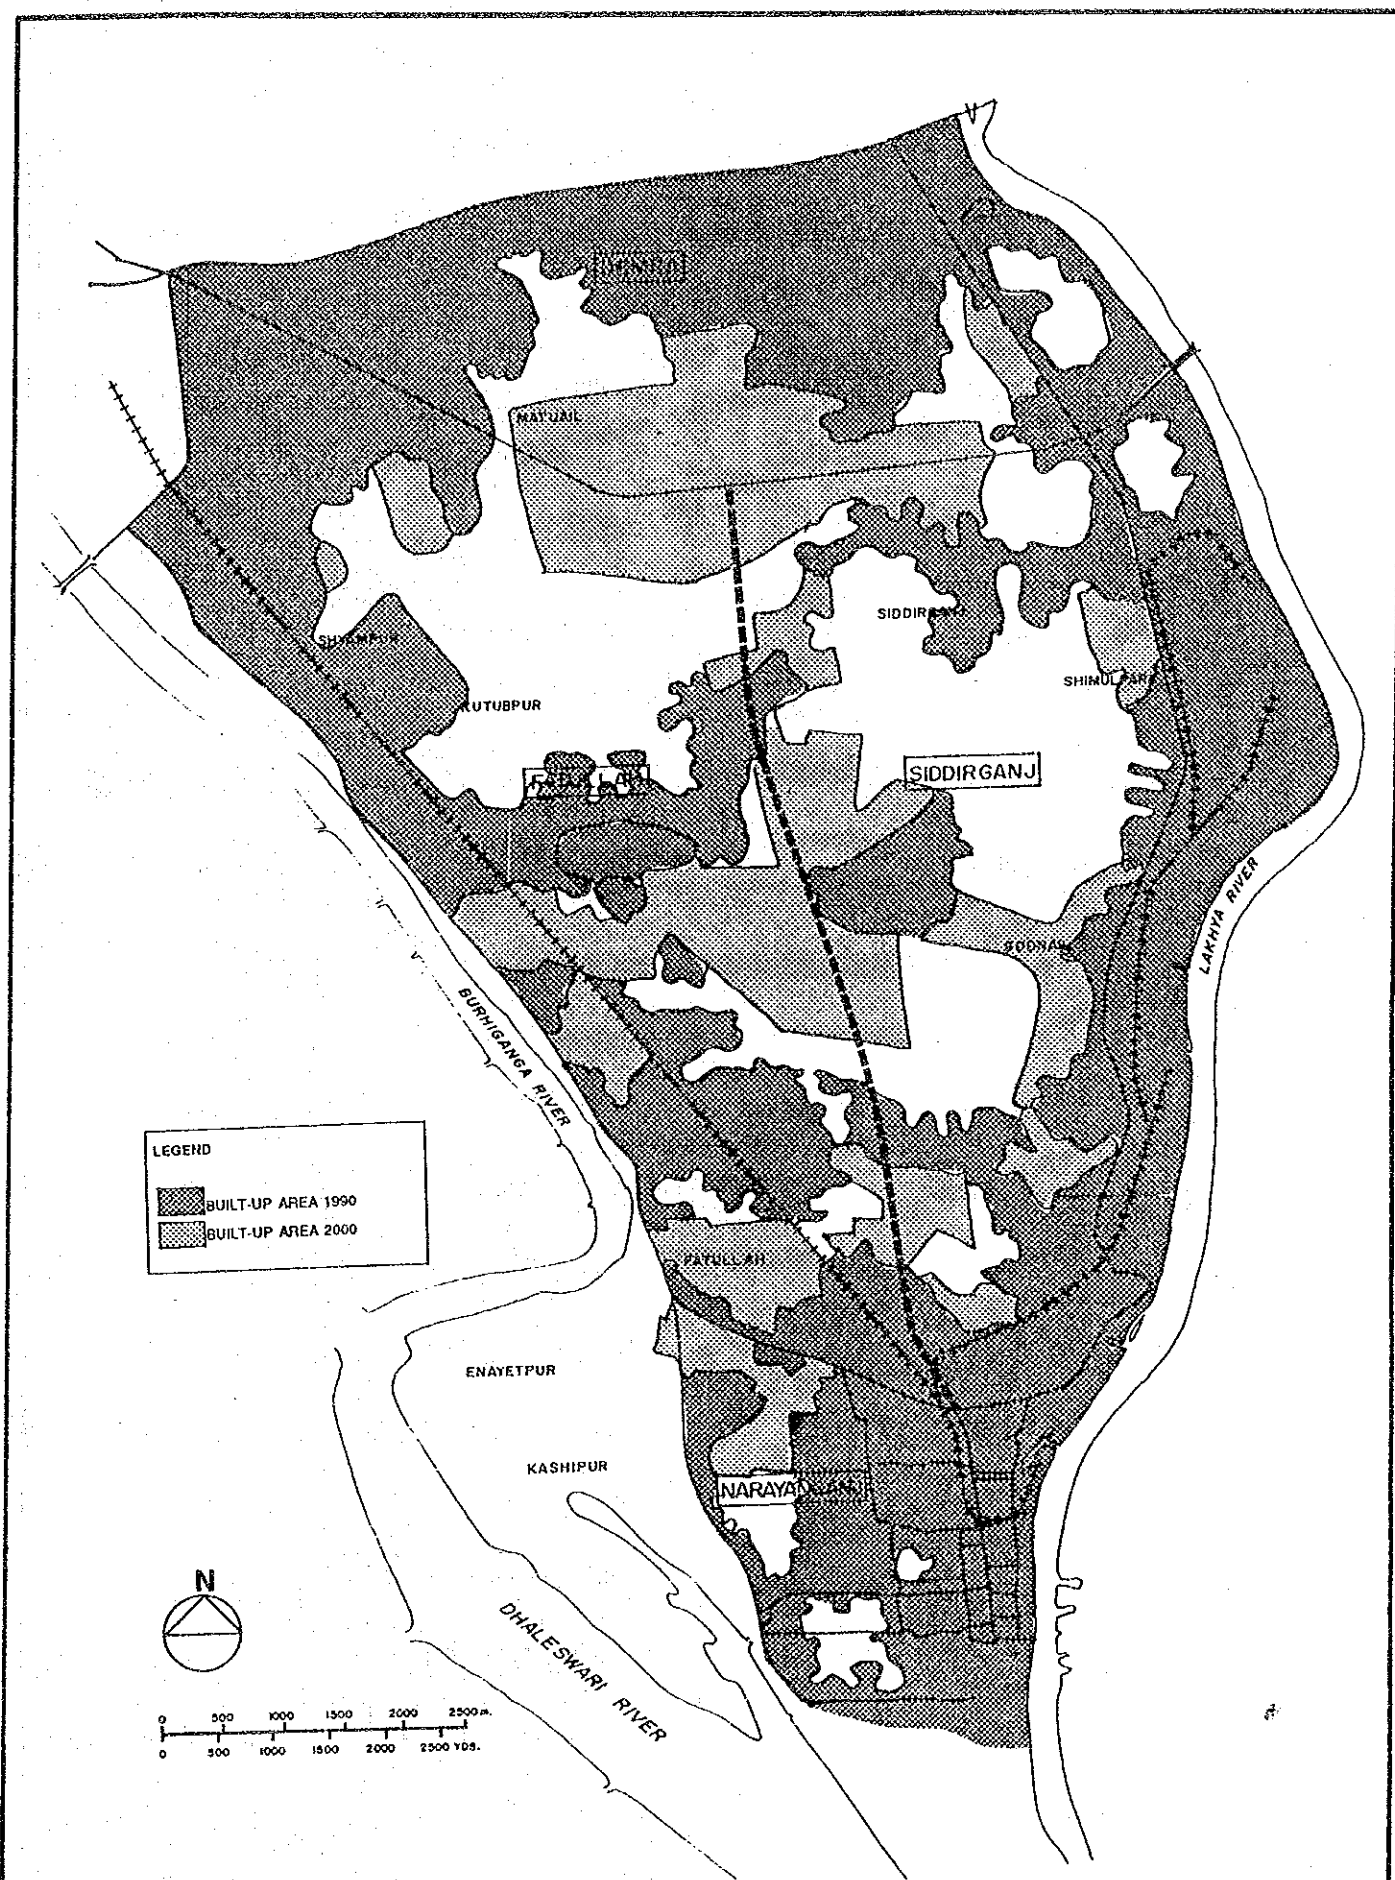 MATUAIL
SIDDIRGANJ
SHYAMPUR
SHIMULPARA
KUTUBPUR
SIDDIRGANJ
LAKHYA RIVER
BURHIGANGA RIVER
LEGEND
BUILT-UP AREA 1990
BUILT-UP AREA 2000
FATULLAH
ENAYETPUR
KASHIPUR
NARAYANGANJ
N
DHALESWARI RIVER
0 500 1000 1500 2000 2500 m.
0 500 1000 1500 2000 2500 YDS.